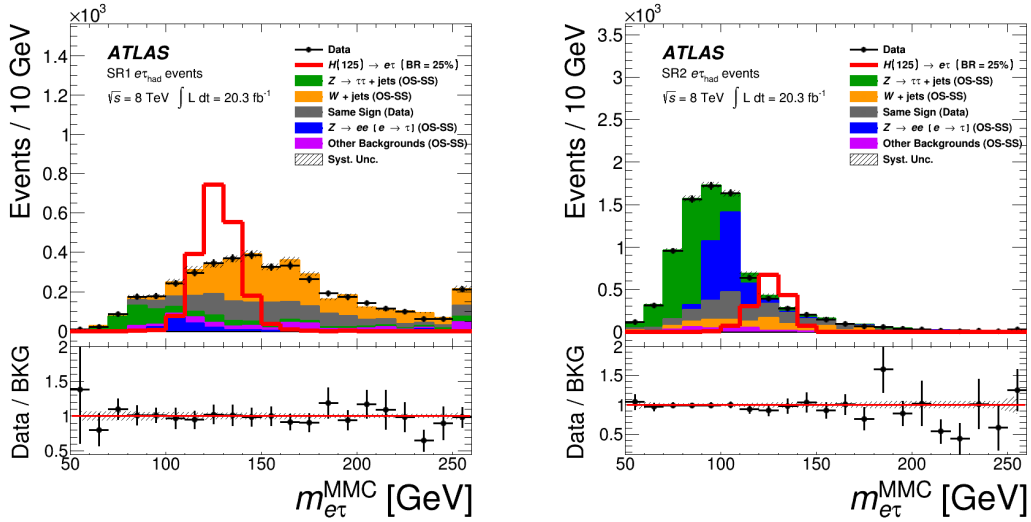 ×10³
Events / 10 GeV
1.4
1.2
1
0.8
0.6
0.4
0.2
0
ATLAS
SR1 eτhad events
√s = 8 TeV ∫ L dt = 20.3 fb⁻¹
Data
H(125) → eτ (BR = 25%)
Z → ττ + jets (OS-SS)
W + jets (OS-SS)
Same Sign (Data)
Z → ee [e → τ] (OS-SS)
Other Backgrounds (OS-SS)
Syst. Unc.
Data / BKG
2
1.5
1
0.5
50 100 150 200 250
m_eτ^MMC [GeV]
×10³
Events / 10 GeV
3.5
3
2.5
2
1.5
1
0.5
0
ATLAS
SR2 eτhad events
√s = 8 TeV ∫ L dt = 20.3 fb⁻¹
Data
H(125) → eτ (BR = 25%)
Z → ττ + jets (OS-SS)
W + jets (OS-SS)
Same Sign (Data)
Z → ee [e → τ] (OS-SS)
Other Backgrounds (OS-SS)
Syst. Unc.
Data / BKG
2
1.5
1
0.5
50 100 150 200 250
m_eτ^MMC [GeV]